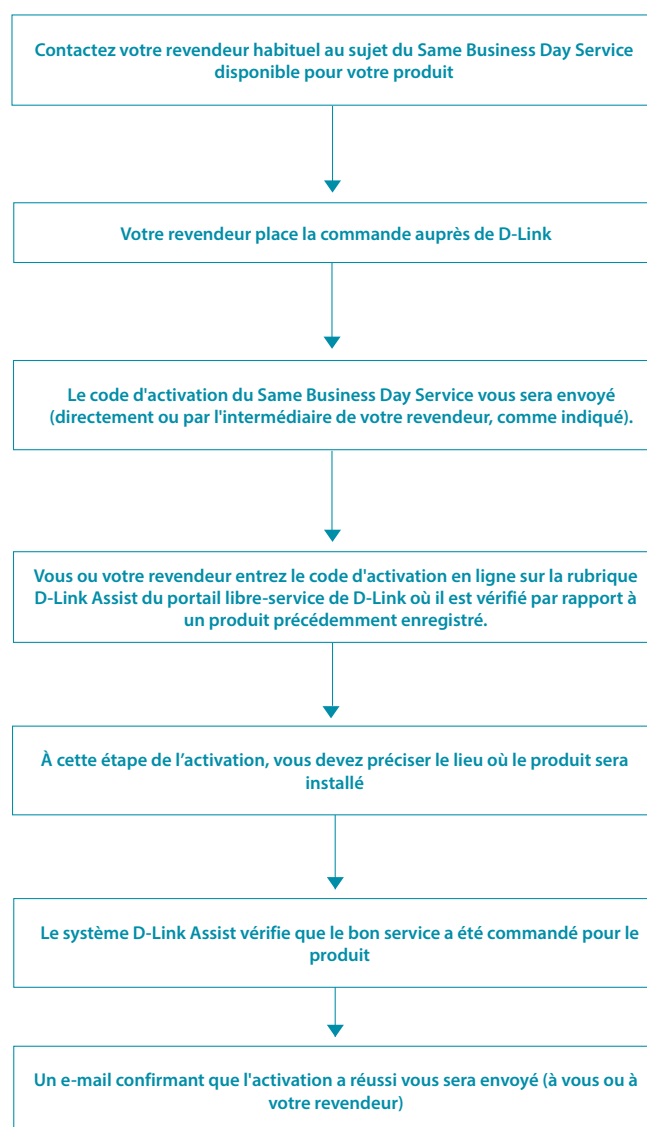 Contactez votre revendeur habituel au sujet du Same Business Day Service
disponible pour votre produit
Votre revendeur place la commande auprès de D-Link
Le code d'activation du Same Business Day Service vous sera envoyé
(directement ou par l'intermédiaire de votre revendeur, comme indiqué).
Vous ou votre revendeur entrez le code d'activation en ligne sur la rubrique
D-Link Assist du portail libre-service de D-Link où il est vérifié par rapport à
un produit précédemment enregistré.
À cette étape de l’activation, vous devez préciser le lieu où le produit sera
installé
Le système D-Link Assist vérifie que le bon service a été commandé pour le
produit
Un e-mail confirmant que l'activation a réussi vous sera envoyé (à vous ou à
votre revendeur)